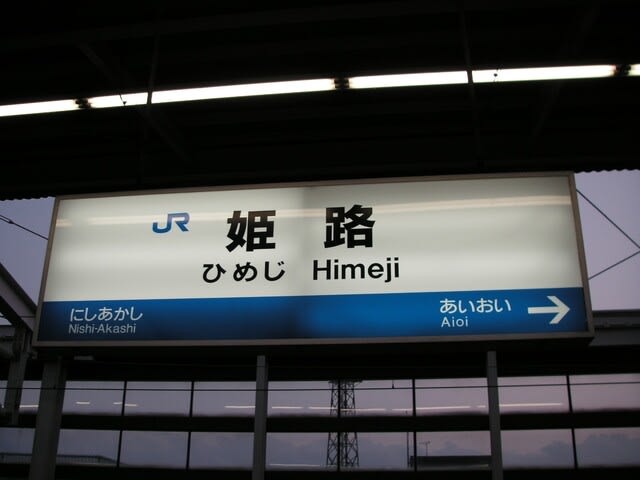 JR 姫路
ひめじ Himeji
にしあかし
Nishi-Akashi
あいおい
Aioi